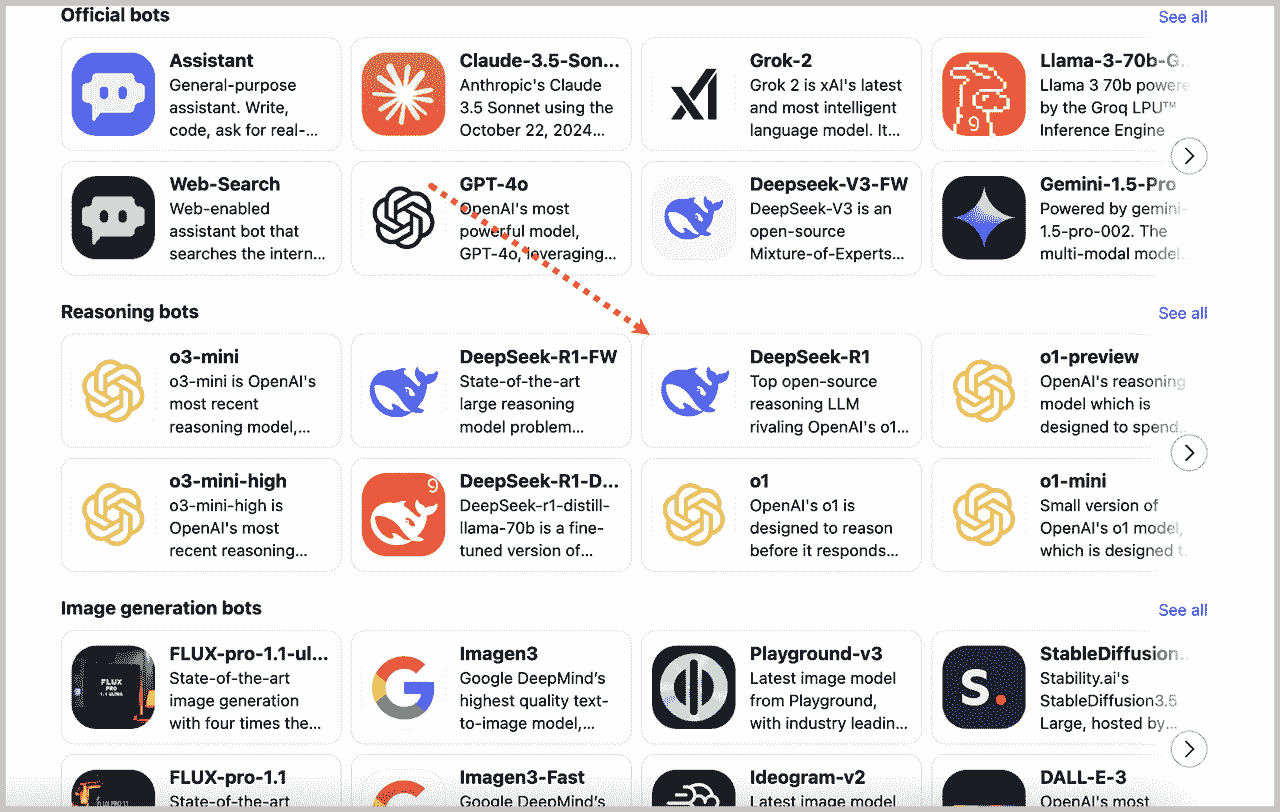 Official bots
See all
Assistant
General-purpose
assistant. Write,
code, ask for real-...
Claude-3.5-Son...
Anthropic's Claude
3.5 Sonnet using the
October 22, 2024...
Grok-2
Grok 2 is xAI's latest
and most intelligent
language model. It...
Llama-3-70b-G...
Llama 3 70b powere
by the Groq LPU™
Inference Engine
Web-Search
Web-enabled
assistant bot that
searches the intern...
GPT-4o
OpenAI's most
powerful model,
GPT-4o, leveraging...
Deepseek-V3-FW
DeepSeek-V3 is an
open-source
Mixture-of-Experts...
Gemini-1.5-Pro
Powered by gemini-
1.5-pro-002. The
multi-modal model...
Reasoning bots
See all
o3-mini
o3-mini is OpenAI's
most recent
reasoning model,...
DeepSeek-R1-FW
State-of-the-art
large reasoning
model problem...
DeepSeek-R1
Top open-source
reasoning LLM
rivaling OpenAI's o1...
o1-preview
OpenAI's reasoning
model which is
designed to spend...
o3-mini-high
o3-mini-high is
OpenAI's most
recent reasoning...
DeepSeek-R1-D...
DeepSeek-r1-distill-
llama-70b is a fine-
tuned version of...
o1
OpenAI's o1 is
designed to reason
before it responds...
o1-mini
Small version of
OpenAI's o1 model,
which is designed t...
Image generation bots
See all
FLUX
PRO
1.1 ULTRA
FLUX-pro-1.1-ul...
State-of-the-art
image generation
with four times the...
Imagen3
Google DeepMind's
highest quality text-
to-image model,...
Playground-v3
Latest image model
from Playground,
with industry leadin...
S.
StableDiffusion...
Stability.ai's
StableDiffusion3.5
Large, hosted by...
FLUX-pro-1.1
State-of-the-art
Imagen3-Fast
Google DeepMind's
Ideogram-v2
Latest image model
DALL-E-3
OpenAI's most